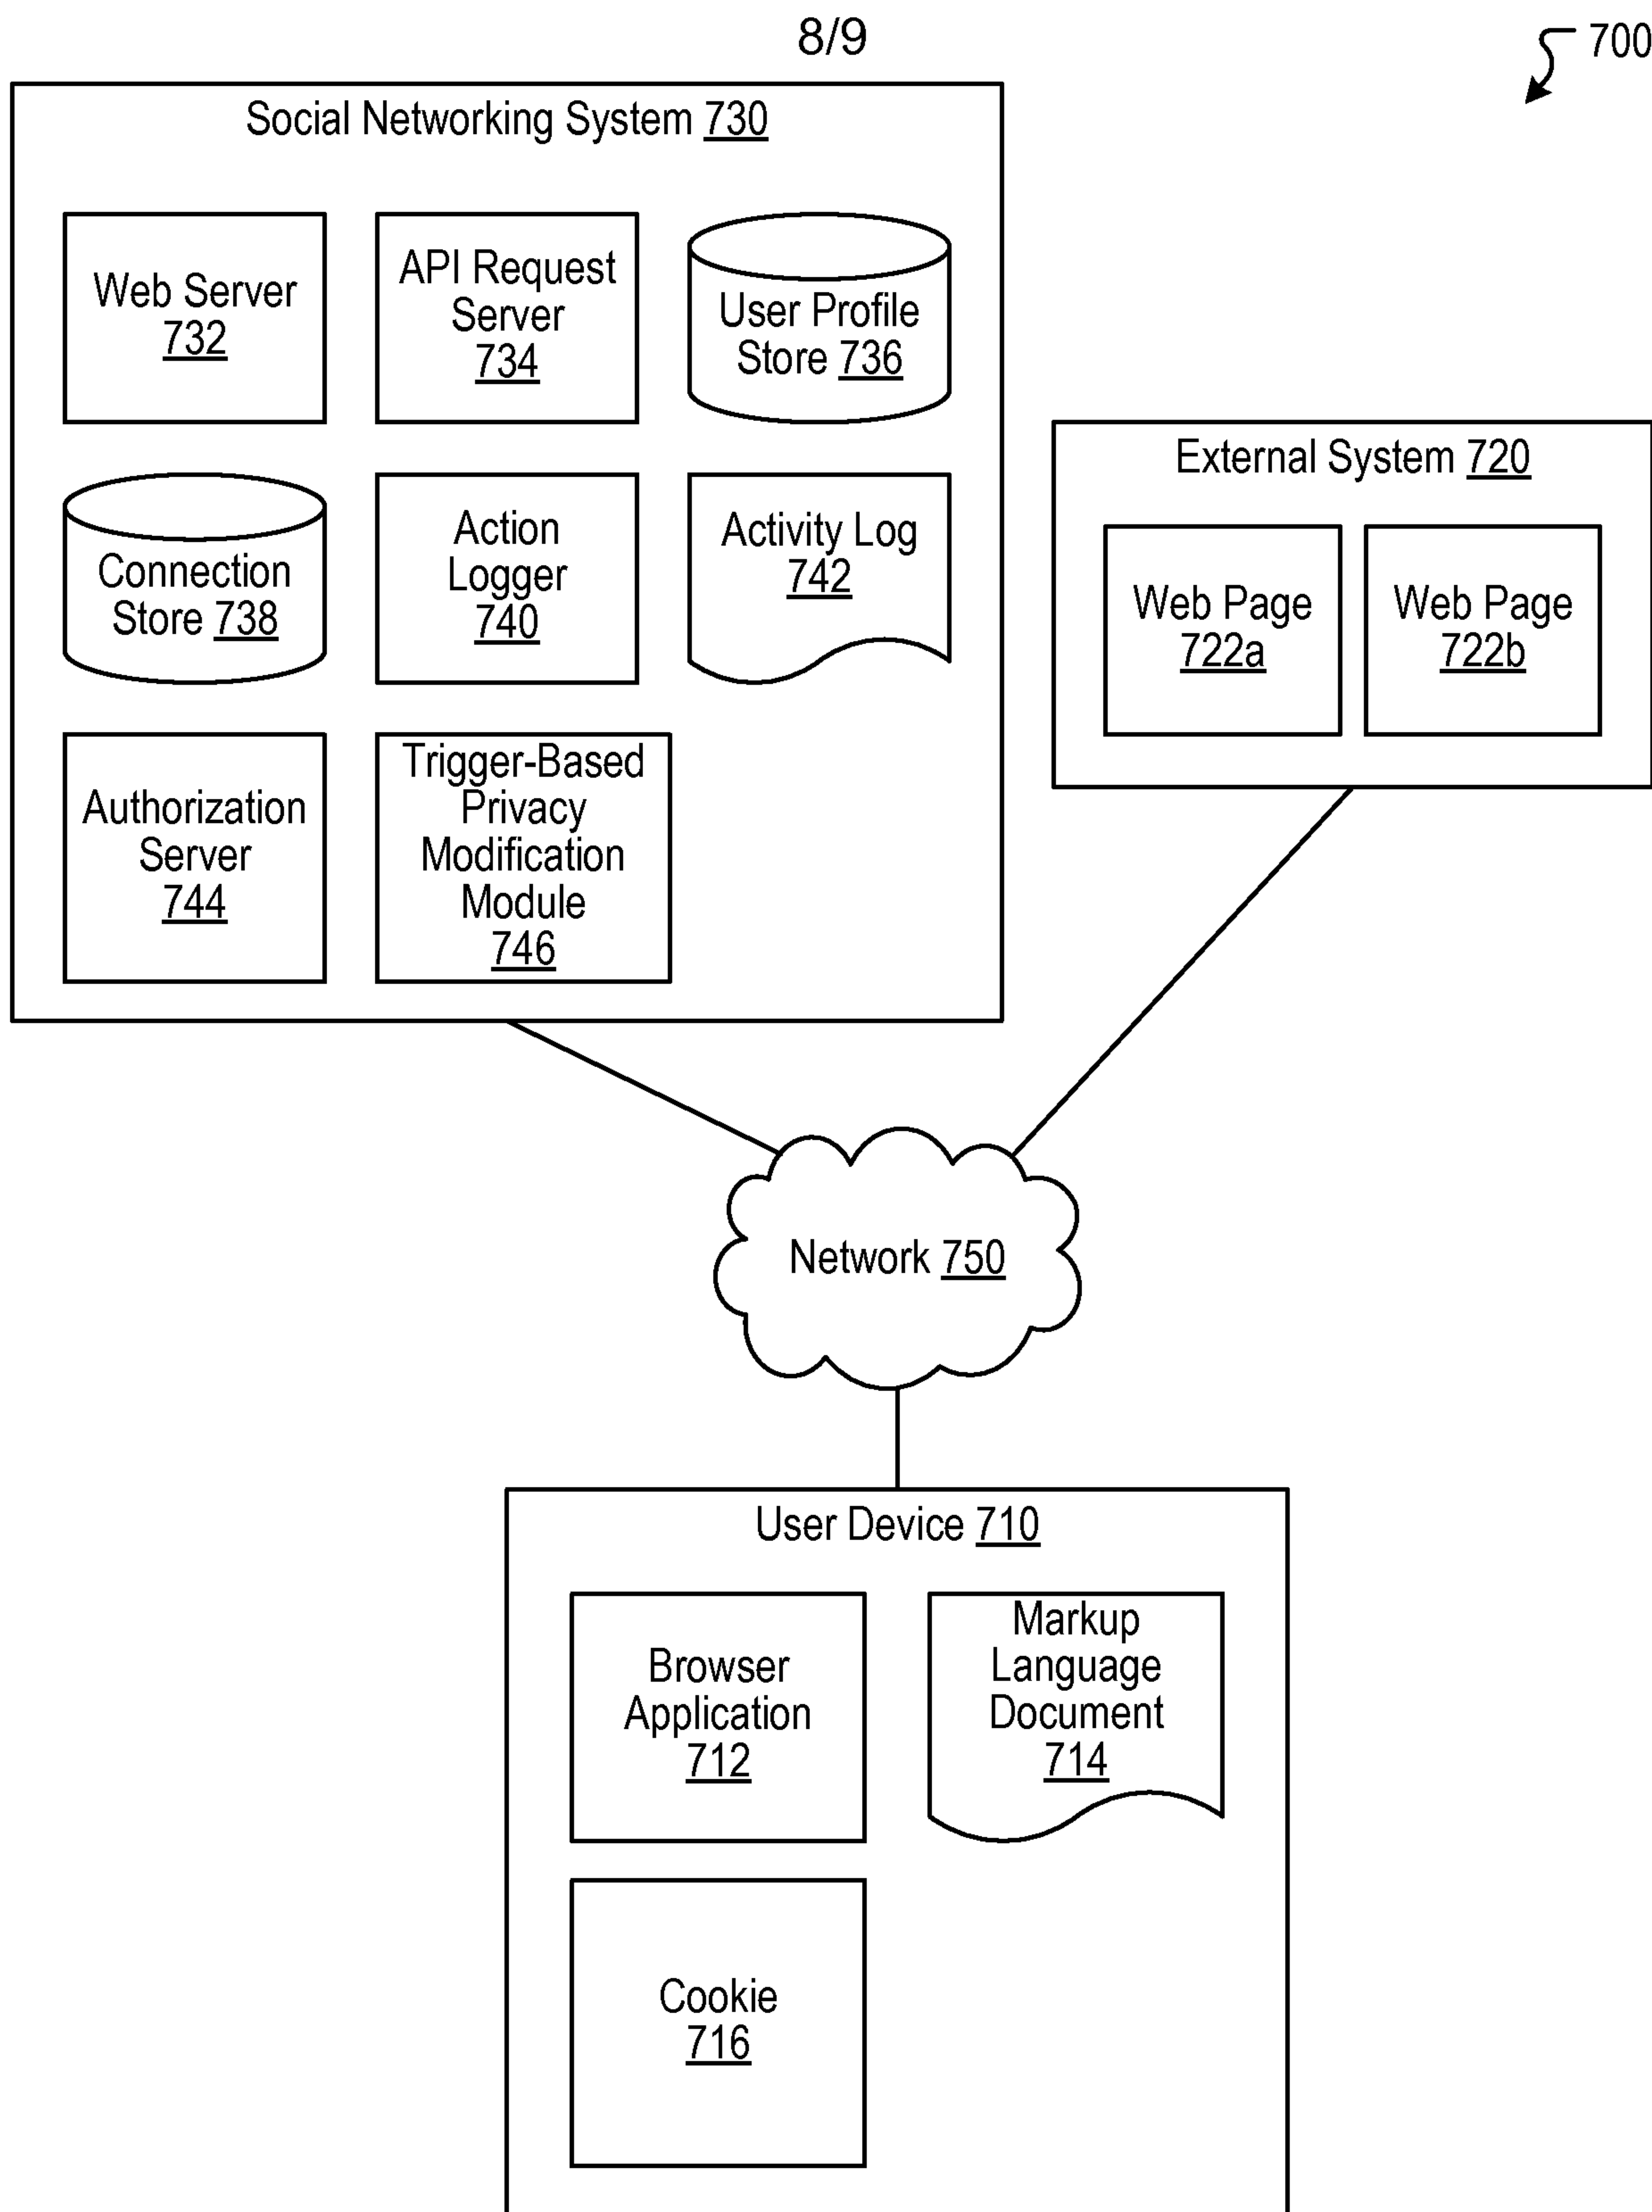 8/9
700
Social Networking System 730
Web Server
732
API Request
Server
734
User Profile
Store 736
Connection
Store 738
Action
Logger
740
Activity Log
742
Authorization
Server
744
Trigger-Based
Privacy
Modification
Module
746
External System 720
Web Page
722a
Web Page
722b
Network 750
User Device 710
Browser
Application
712
Markup
Language
Document
714
Cookie
716